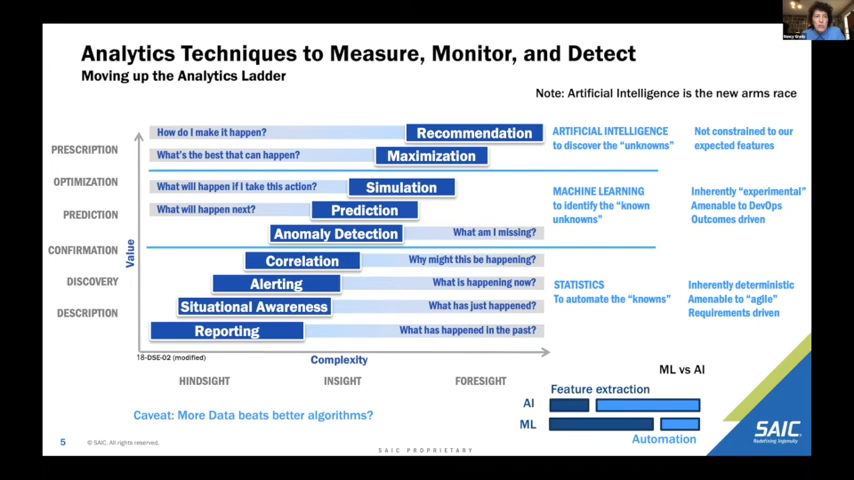 Analytics Techniques to Measure, Monitor, and Detect
Moving up the Analytics Ladder
Note: Artificial Intelligence is the new arms race
PRESCRIPTION
OPTIMIZATION
PREDICTION
CONFIRMATION
DISCOVERY
DESCRIPTION
Value
How do I make it happen?
Recommendation
What's the best that can happen?
Maximization
What will happen if I take this action?
Simulation
What will happen next?
Prediction
Anomaly Detection
What am I missing?
Correlation
Why might this be happening?
Alerting
What is happening now?
Situational Awareness
What has just happened?
Reporting
What has happened in the past?
ARTIFICIAL INTELLIGENCE
to discover the "unknowns"
Not constrained to our
expected features
MACHINE LEARNING
to identify the "known
unknowns"
Inherently "experimental"
Amenable to DevOps
Outcomes driven
STATISTICS
To automate the "knowns"
Inherently deterministic
Amenable to "agile"
Requirements driven
18-DSE-02 (modified)
Complexity
HINDSIGHT
INSIGHT
FORESIGHT
ML vs AI
Feature extraction
AI
ML
Automation
Caveat: More Data beats better algorithms?
5
© SAIC. All rights reserved.
SAIC PROPRIETARY
SAIC
Redefining Ingenuity